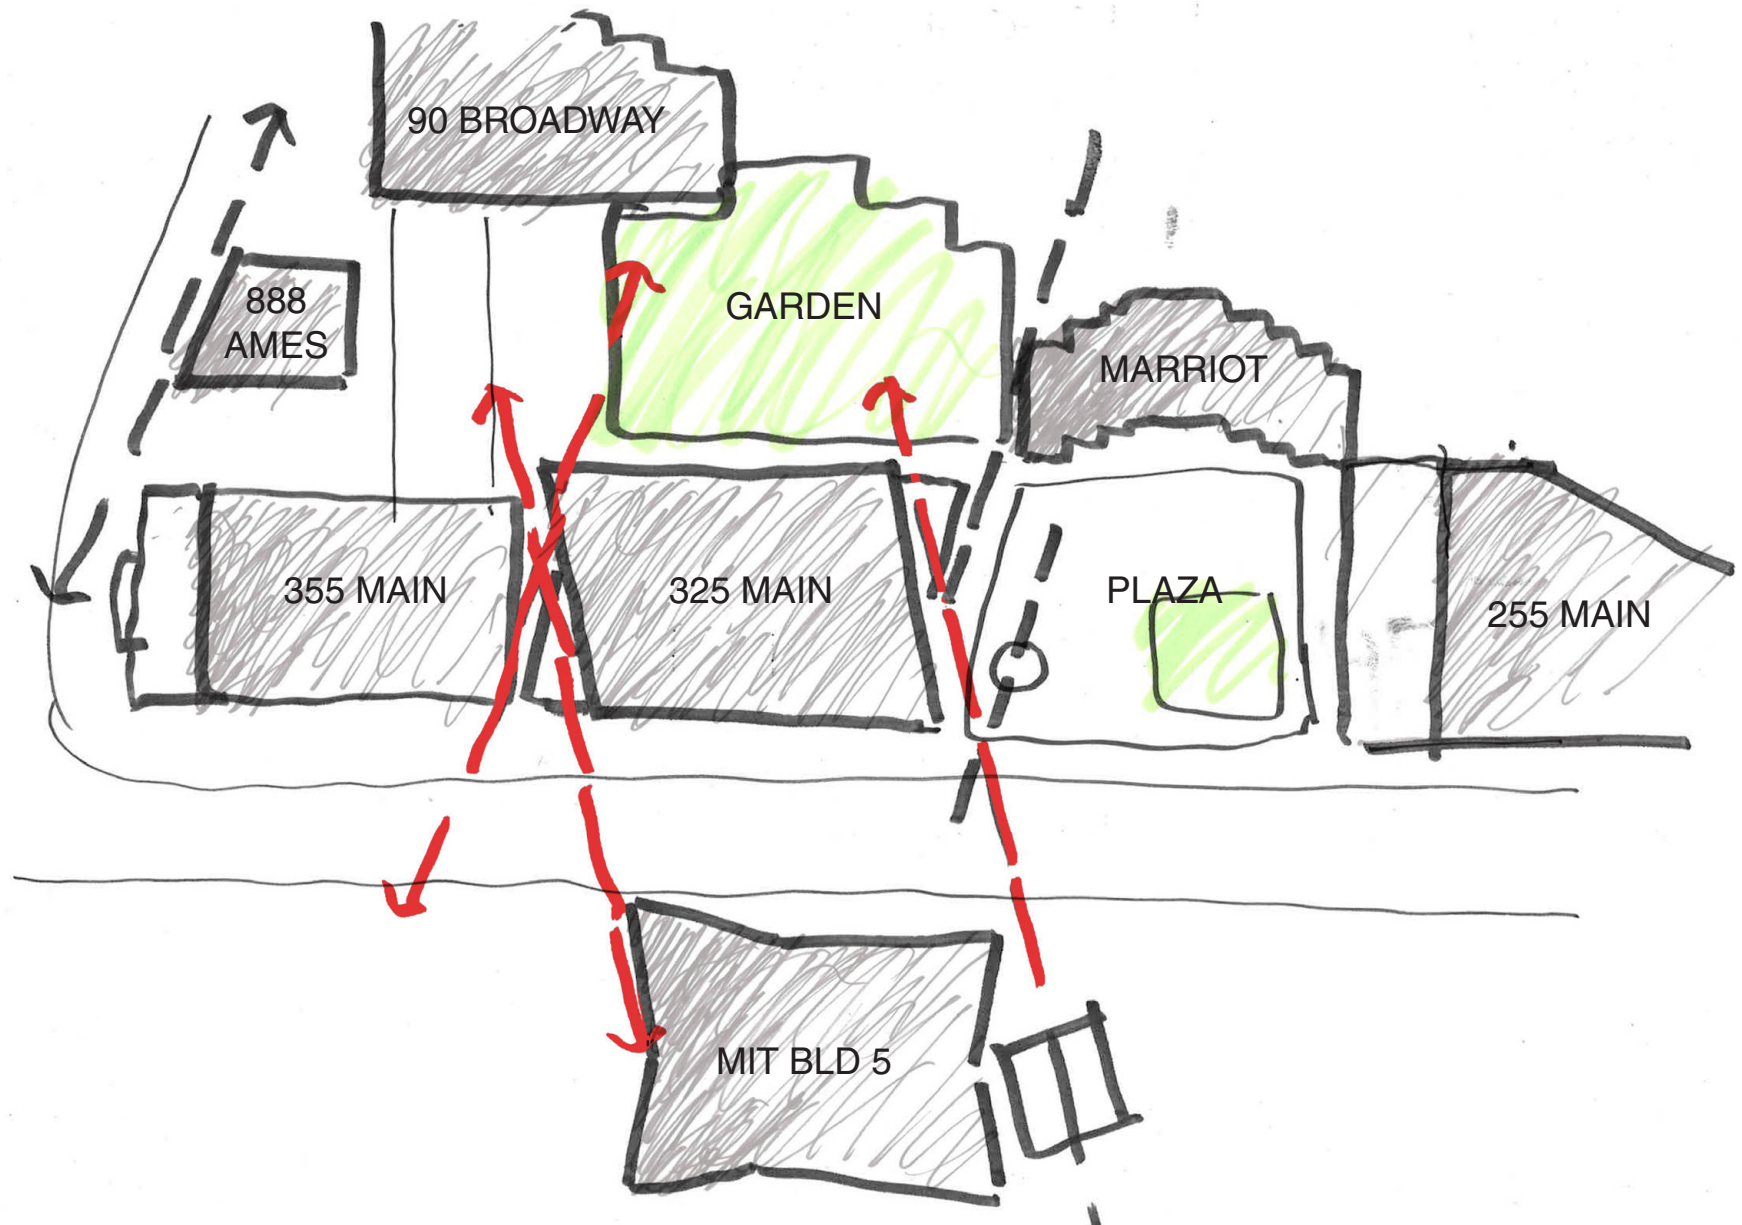 90 BROADWAY
888
AMES
GARDEN
MARRIOT
355 MAIN
325 MAIN
PLAZA
255 MAIN
MIT BLD 5